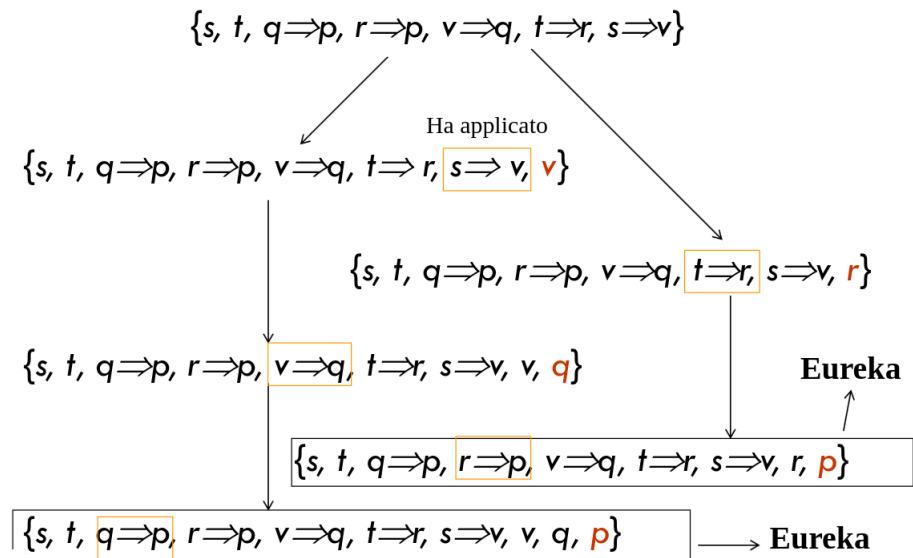 {s, t, q⇒p, r⇒p, v⇒q, t⇒r, s⇒v}
Ha applicato
{s, t, q⇒p, r⇒p, v⇒q, t⇒ r, s⇒ v, v}
{s, t, q⇒p, r⇒p, v⇒q, t⇒r, s⇒v, r}
{s, t, q⇒p, r⇒p, v⇒q, t⇒r, s⇒v, v, q}
Eureka
{s, t, q⇒p, r⇒p, v⇒q, t⇒r, s⇒v, r, p}
{s, t, q⇒p, r⇒p, v⇒q, t⇒r, s⇒v, v, q, p}
Eureka